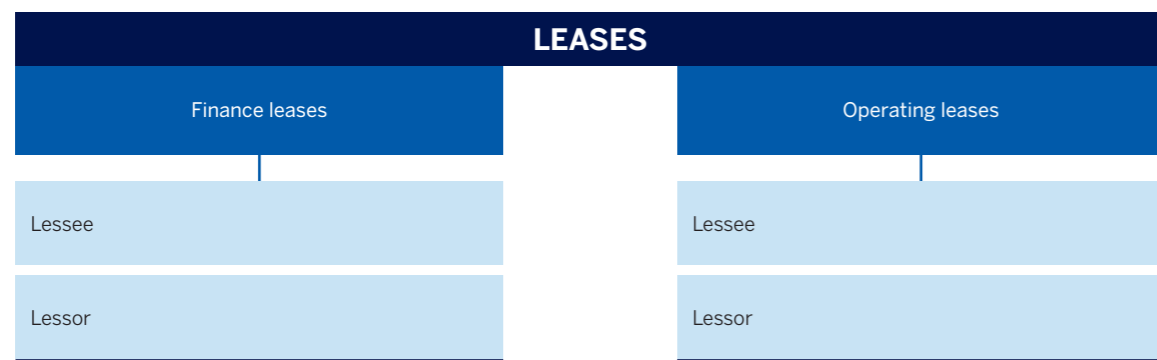 LEASES
Finance leases
Operating leases
Lessee
Lessee
Lessor
Lessor